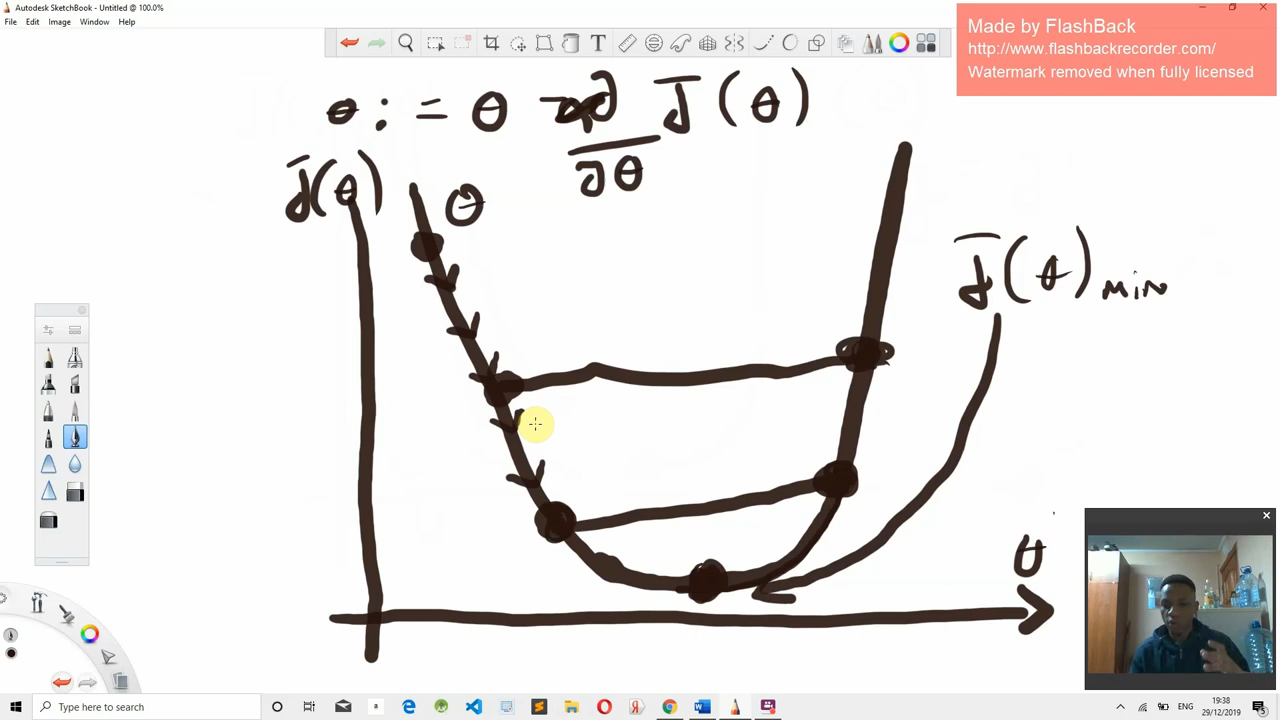 Autodesk SketchBook - Untitled @ 100.0%
File Edit Image Window Help
Made by FlashBack
http://www.flashbackrecorder.com/
Watermark removed when fully licensed
θ := θ - α ∂/∂θ J(θ)
J(θ)
θ
J(θ) min
θ
Type here to search
ENG
19:38
29/12/2019